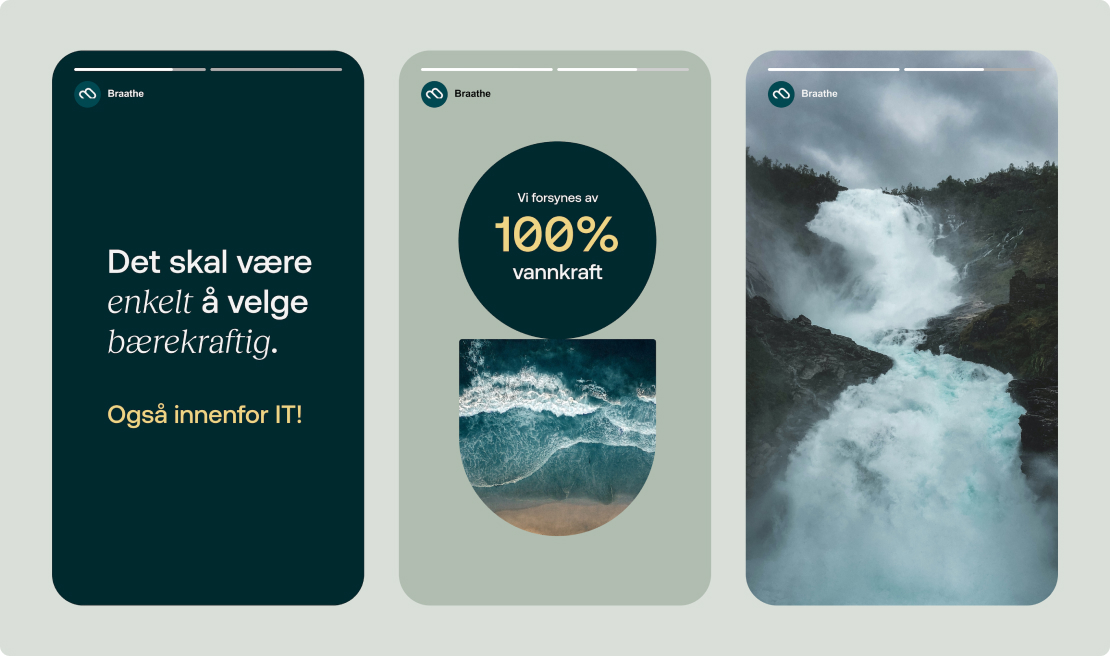 Braathe
Det skal være
enkelt å velge
bærekraftig.
Også innenfor IT!
Braathe
Vi forsynes av
100%
vannkraft
Braathe